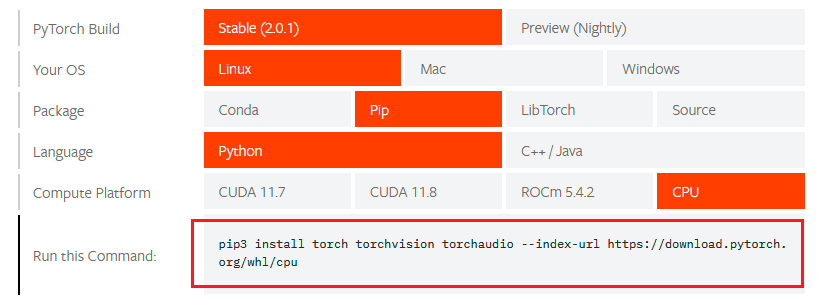 PyTorch Build Stable (2.0.1) Preview (Nightly)
Your OS Linux Mac Windows
Package Conda Pip LibTorch Source
Language Python C++ / Java
Compute Platform CUDA 11.7 CUDA 11.8 ROCm 5.4.2 CPU
Run this Command:
pip3 install torch torchvision torchaudio --index-url https://download.pytorch.
org/whl/cpu